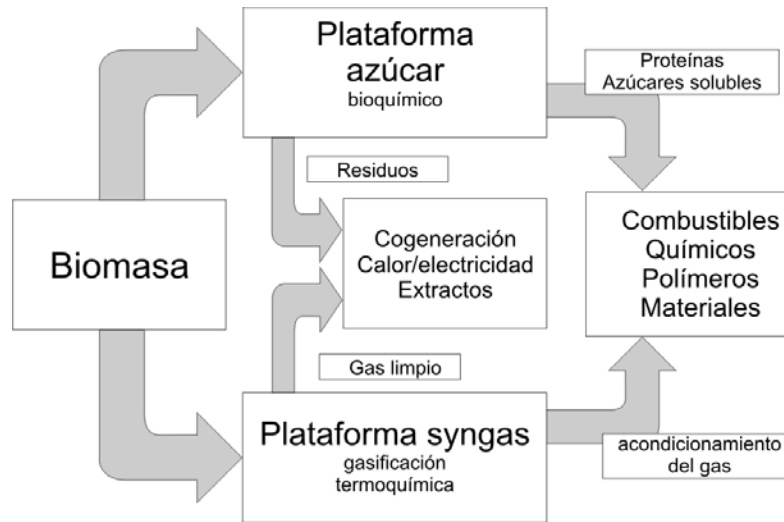 Plataforma
azúcar
bioquímico
Proteínas
Azúcares solubles
Residuos
Biomasa
Cogeneración
Calor/electricidad
Extractos
Combustibles
Químicos
Polímeros
Materiales
Gas limpio
Plataforma syngas
gasificación
termoquímica
acondicionamiento
del gas